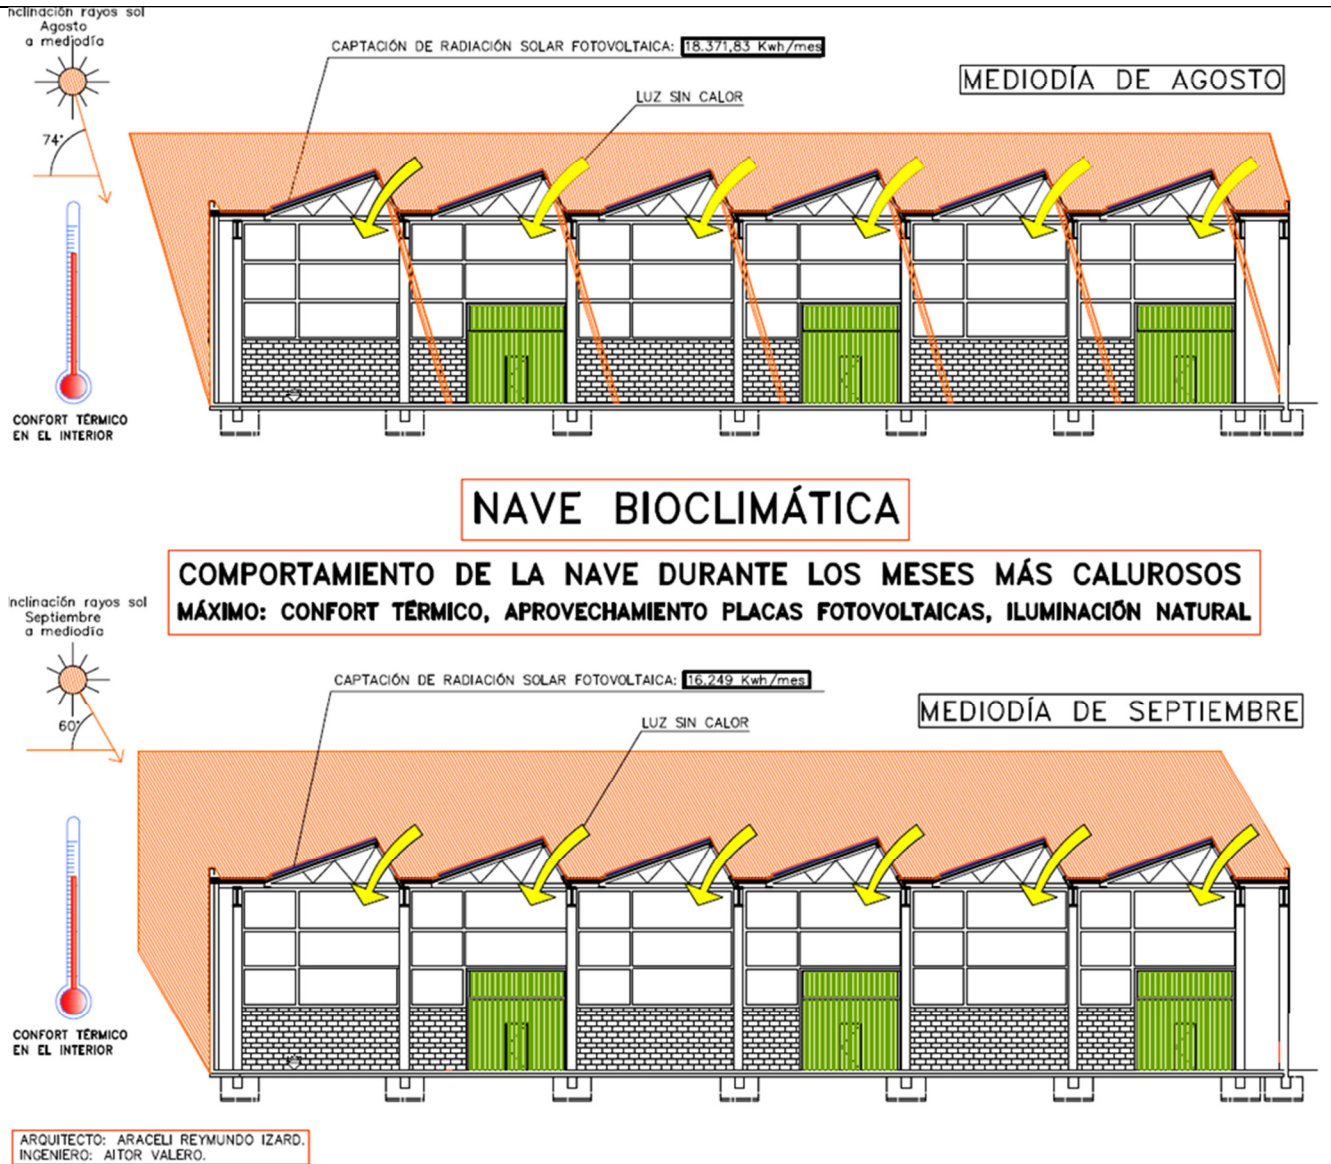 nclinación rayos sol
Agosto
a mediodía
74°
CAPTACIÓN DE RADIACIÓN SOLAR FOTOVOLTAICA: 18.371,83 Kwh/mes
LUZ SIN CALOR
MEDIODÍA DE AGOSTO
CONFORT TÉRMICO
EN EL INTERIOR
NAVE BIOCLIMÁTICA
COMPORTAMIENTO DE LA NAVE DURANTE LOS MESES MÁS CALUROSOS
MÁXIMO: CONFORT TÉRMICO, APROVECHAMIENTO PLACAS FOTOVOLTAICAS, ILUMINACIÓN NATURAL
nclinación rayos sol
Septiembre
a mediodía
60°
CAPTACIÓN DE RADIACIÓN SOLAR FOTOVOLTAICA: 16.249 Kwh/mes
LUZ SIN CALOR
MEDIODÍA DE SEPTIEMBRE
CONFORT TÉRMICO
EN EL INTERIOR
ARQUITECTO: ARACELI REYMUNDO IZARD.
INGENIERO: AITOR VALERO.